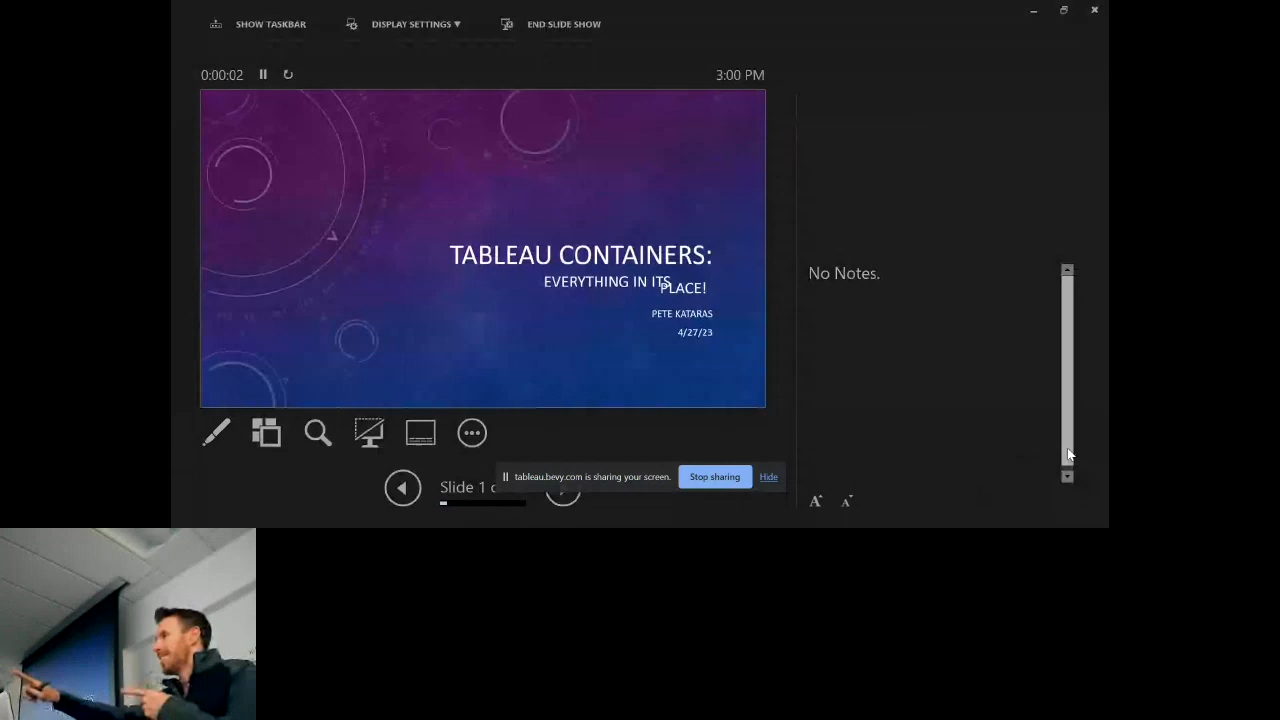 SHOW TASKBAR
DISPLAY SETTINGS ▼
END SLIDE SHOW
0:00:02
3:00 PM
TABLEAU CONTAINERS:
EVERYTHING IN ITS
PLACE!
PETE KATARAS
4/27/23
No Notes.
tableau.bevy.com is sharing your screen.
Stop sharing
Hide
Slide 1
A A